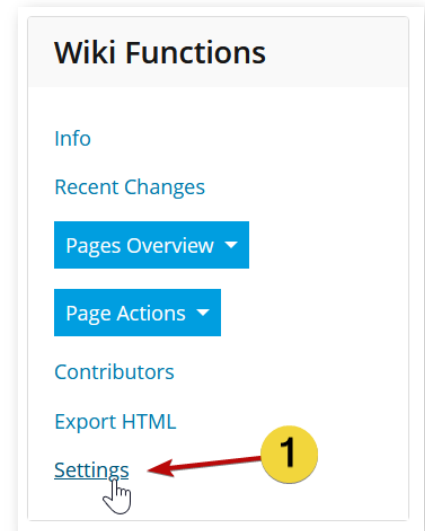 Wiki Functions
Info
Recent Changes
Pages Overview
Page Actions
Contributors
Export HTML
Settings
1